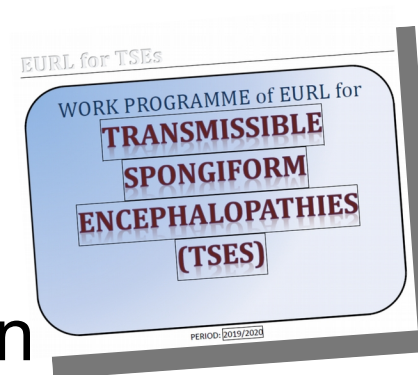 EURL for TSEs
WORK PROGRAMME of EURL for
TRANSMISSIBLE
SPONGIFORM
ENCEPHALOPATHIES
(TSES)
n
PERIOD: 2019/2020